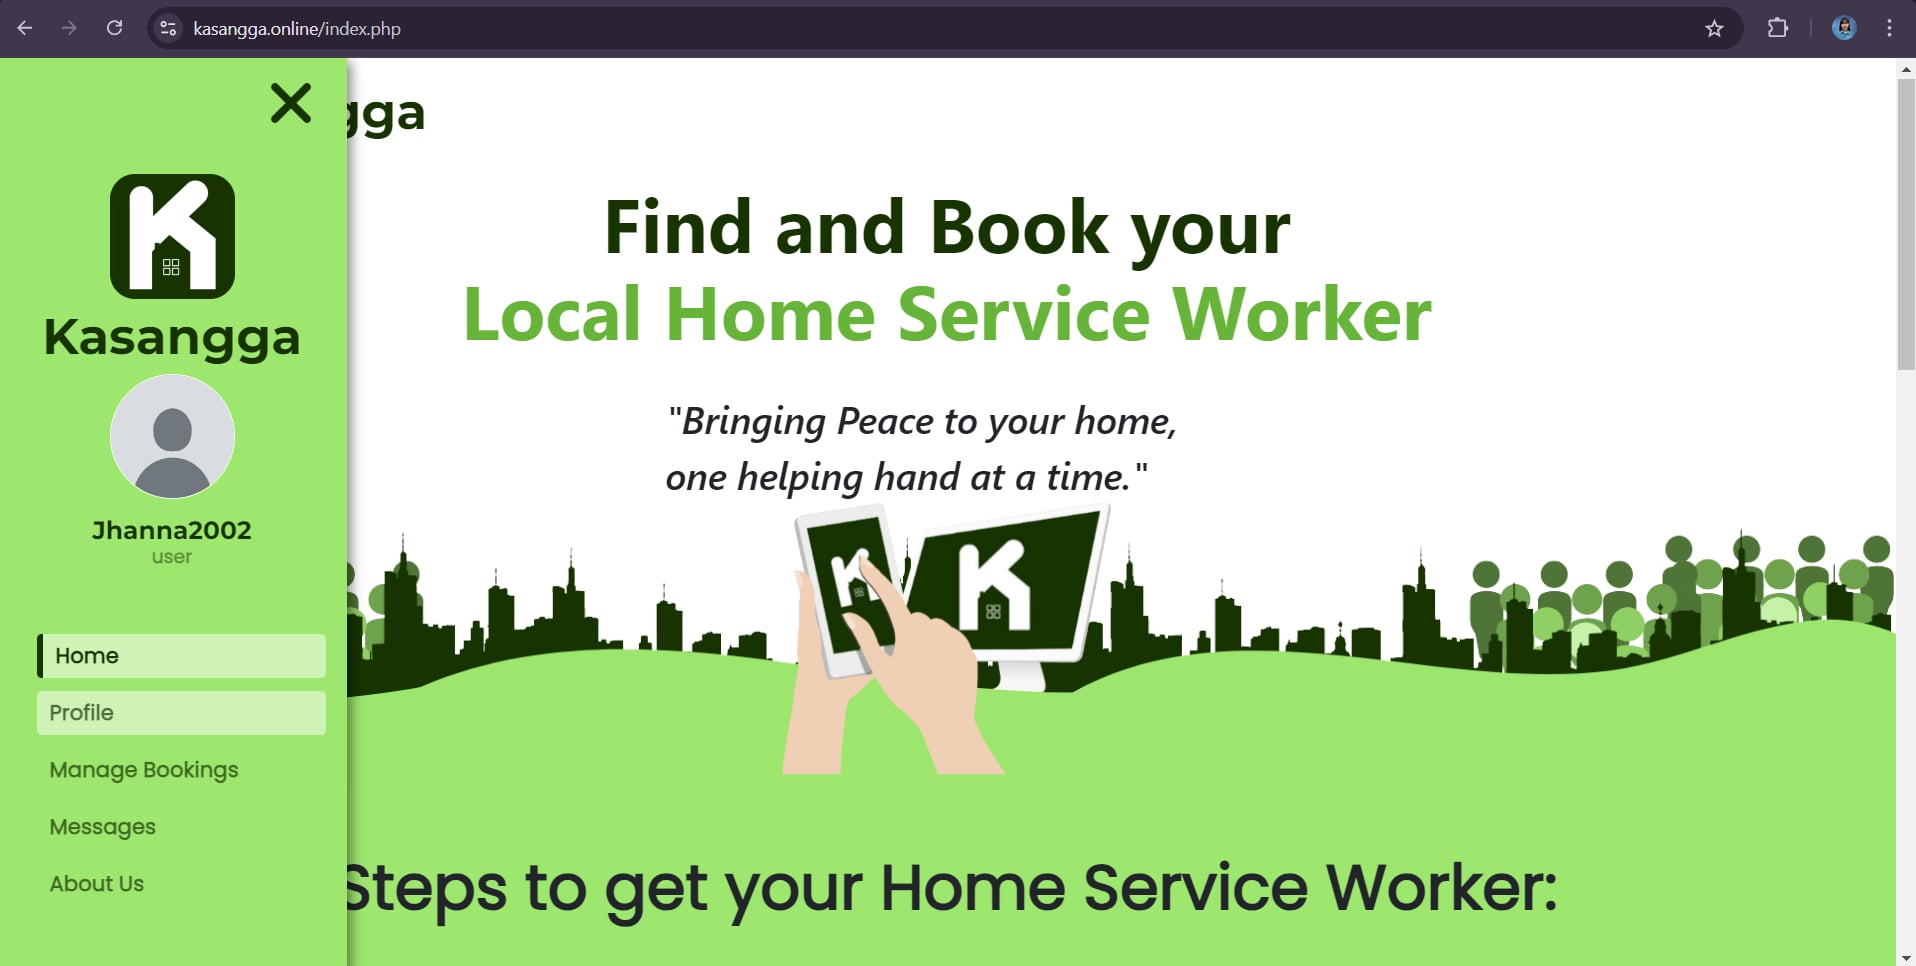 kasangga.online/index.php
gga
Kasangga
Jhanna2002
user
Home
Profile
Manage Bookings
Messages
About Us
Find and Book your
Local Home Service Worker
"Bringing Peace to your home,
one helping hand at a time."
Steps to get your Home Service Worker: